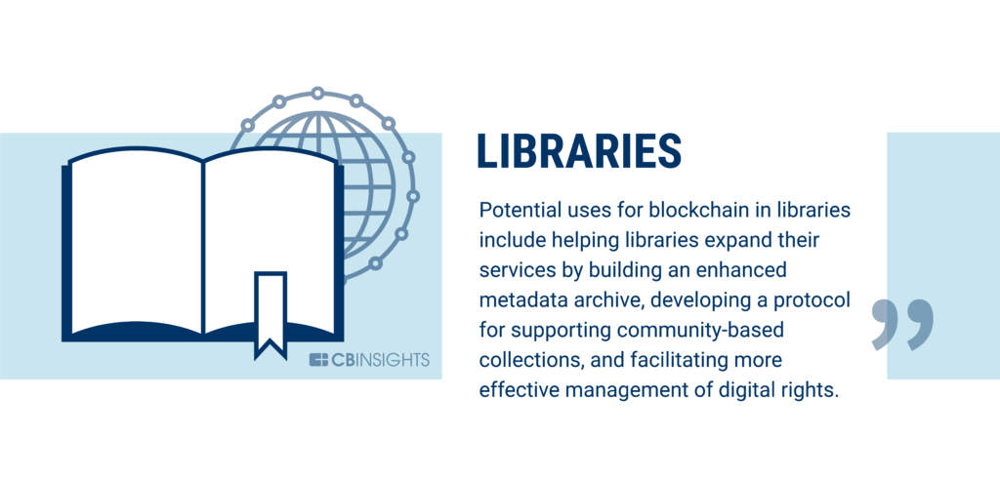 LIBRARIES
Potential uses for blockchain in libraries
include helping libraries expand their
services by building an enhanced
metadata archive, developing a protocol
for supporting community-based
collections, and facilitating more
effective management of digital rights.
”
CBINSIGHTS